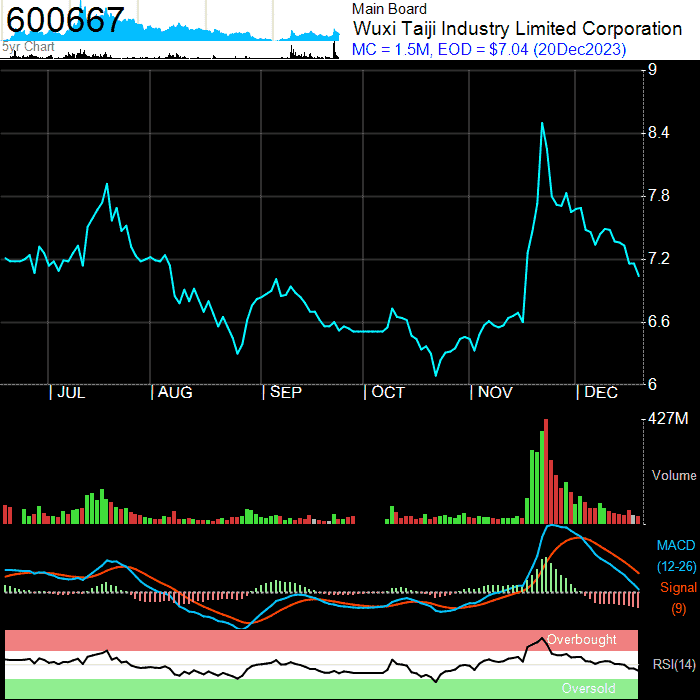 600667
5yr Chart
Main Board
Wuxi Taiji Industry Limited Corporation
MC = 1.5M, EOD = $7.04 (20Dec2023)
9
8.4
7.8
7.2
6.6
6
| JUL | AUG | SEP | OCT | NOV | DEC
427M
Volume
MACD
(12-26)
Signal
(9)
Overbought
RSI(14)
Oversold